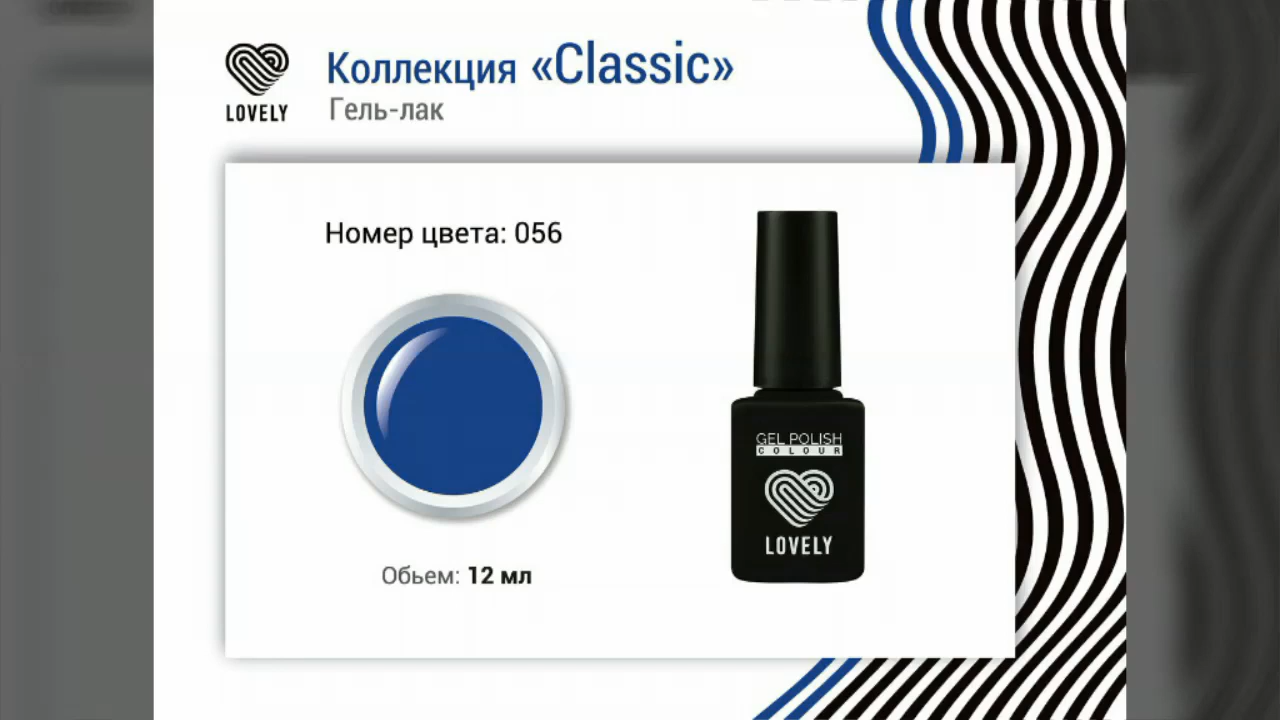 Коллекция «Classic»
LOVELY
Гель-лак
Номер цвета: 056
GEL POLISH
COLOUR
LOVELY
Обьем: 12 мл